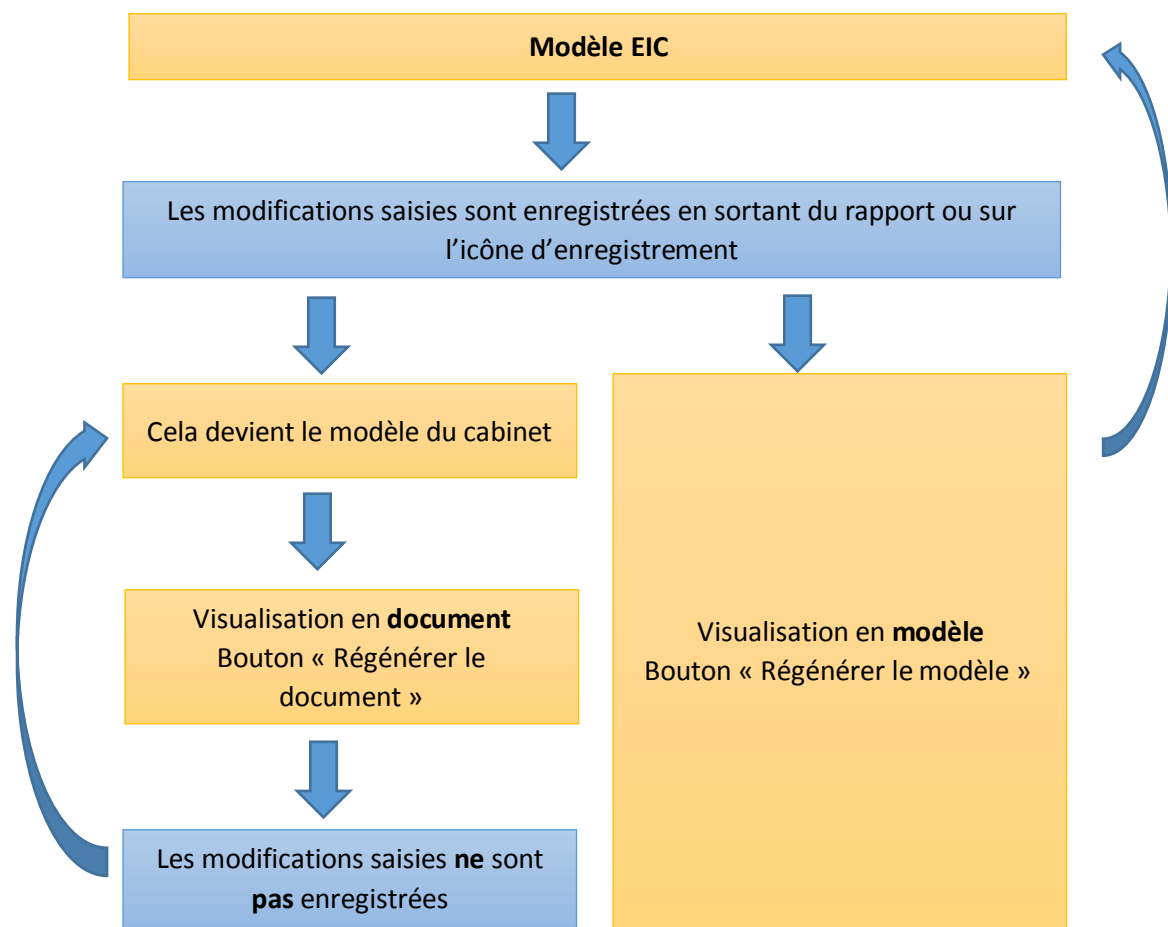 Modèle EIC
Les modifications saisies sont enregistrées en sortant du rapport ou sur
l’icône d’enregistrement
Cela devient le modèle du cabinet
Visualisation en document
Bouton « Régénérer le
document »
Visualisation en modèle
Bouton « Régénérer le modèle »
Les modifications saisies ne sont
pas enregistrées